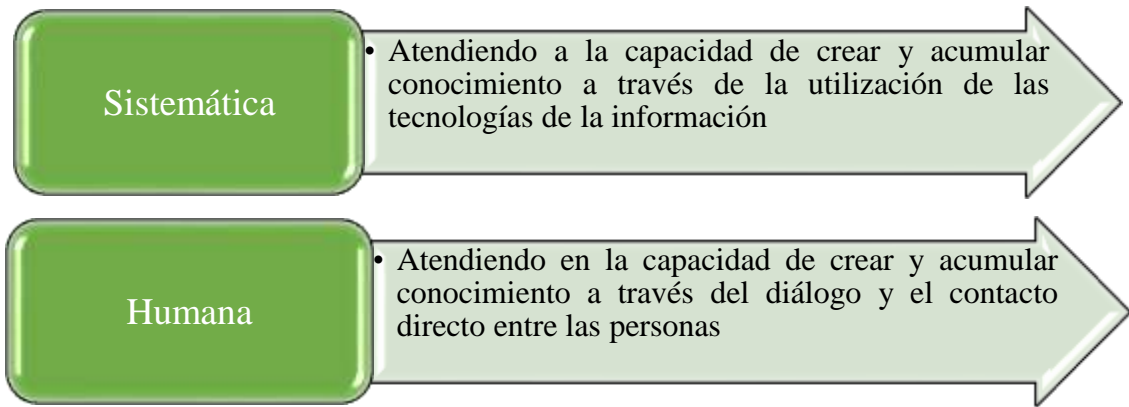 Sistemática
• Atendiendo a la capacidad de crear y acumular
conocimiento a través de la utilización de las
tecnologías de la información
Humana
• Atendiendo en la capacidad de crear y acumular
conocimiento a través del diálogo y el contacto
directo entre las personas